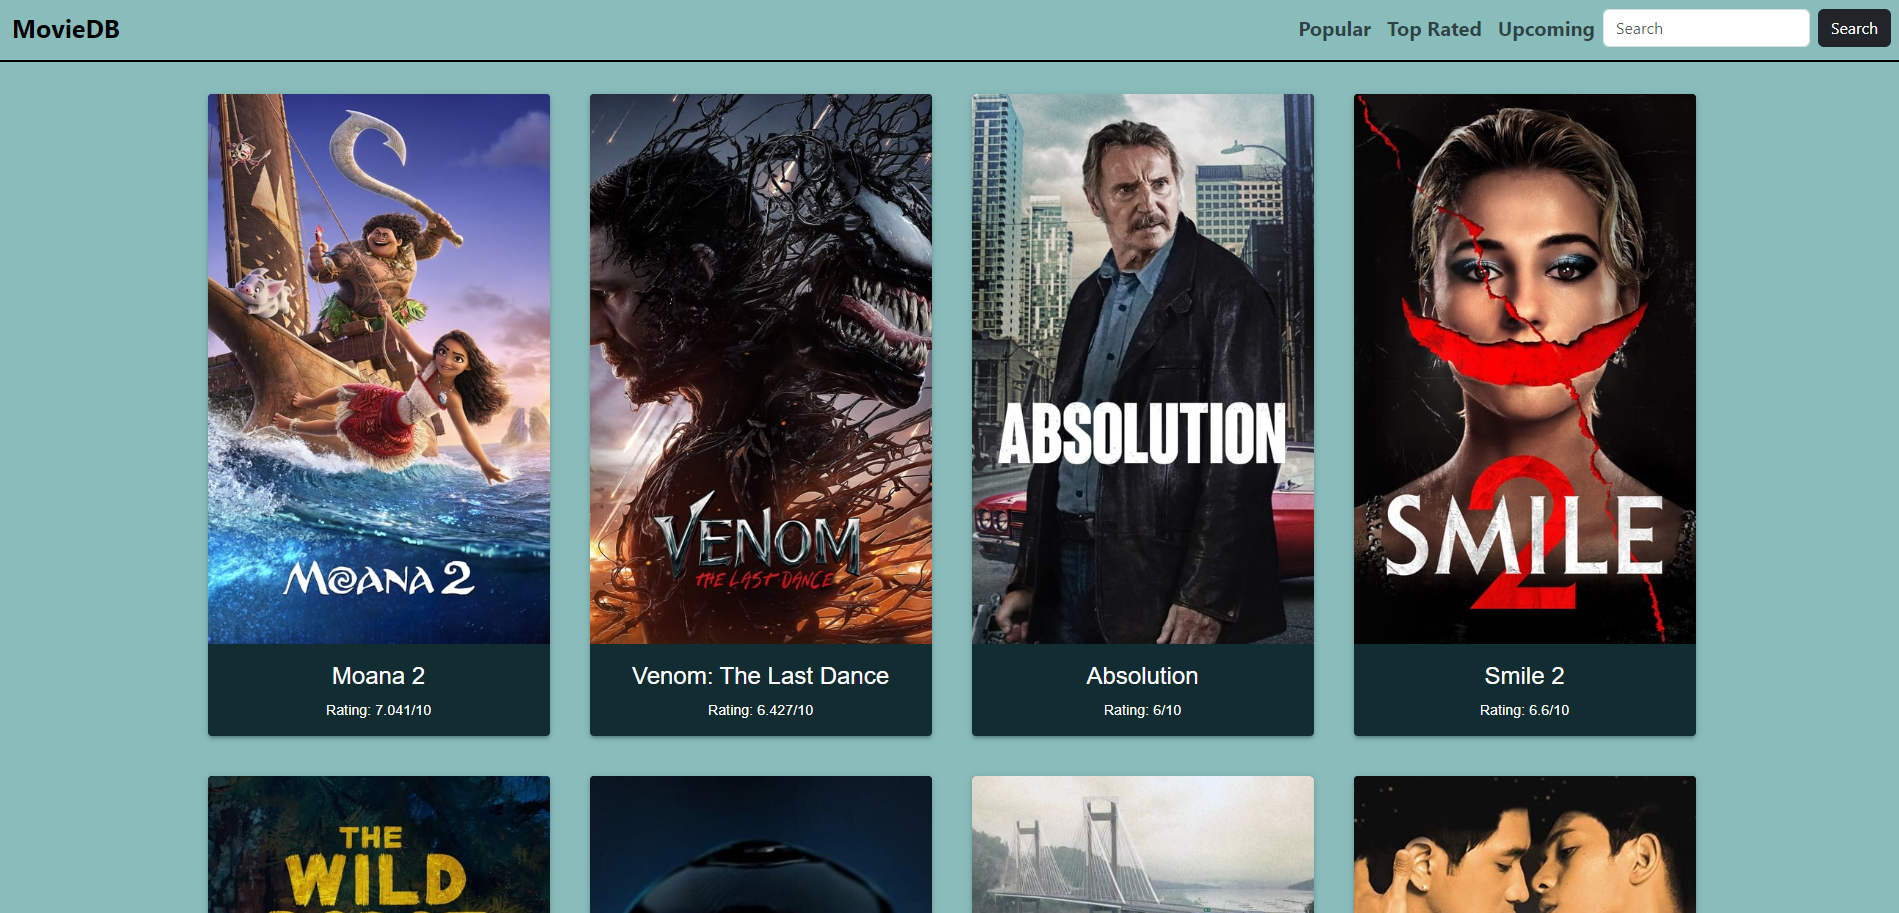 MovieDB
Popular Top Rated Upcoming Search Search
MOANA 2
VENOM
THE LAST DANCE
ABSOLUTION
SMILE
2
Moana 2
Rating: 7.041/10
Venom: The Last Dance
Rating: 6.427/10
Absolution
Rating: 6/10
Smile 2
Rating: 6.6/10
THE
WILD